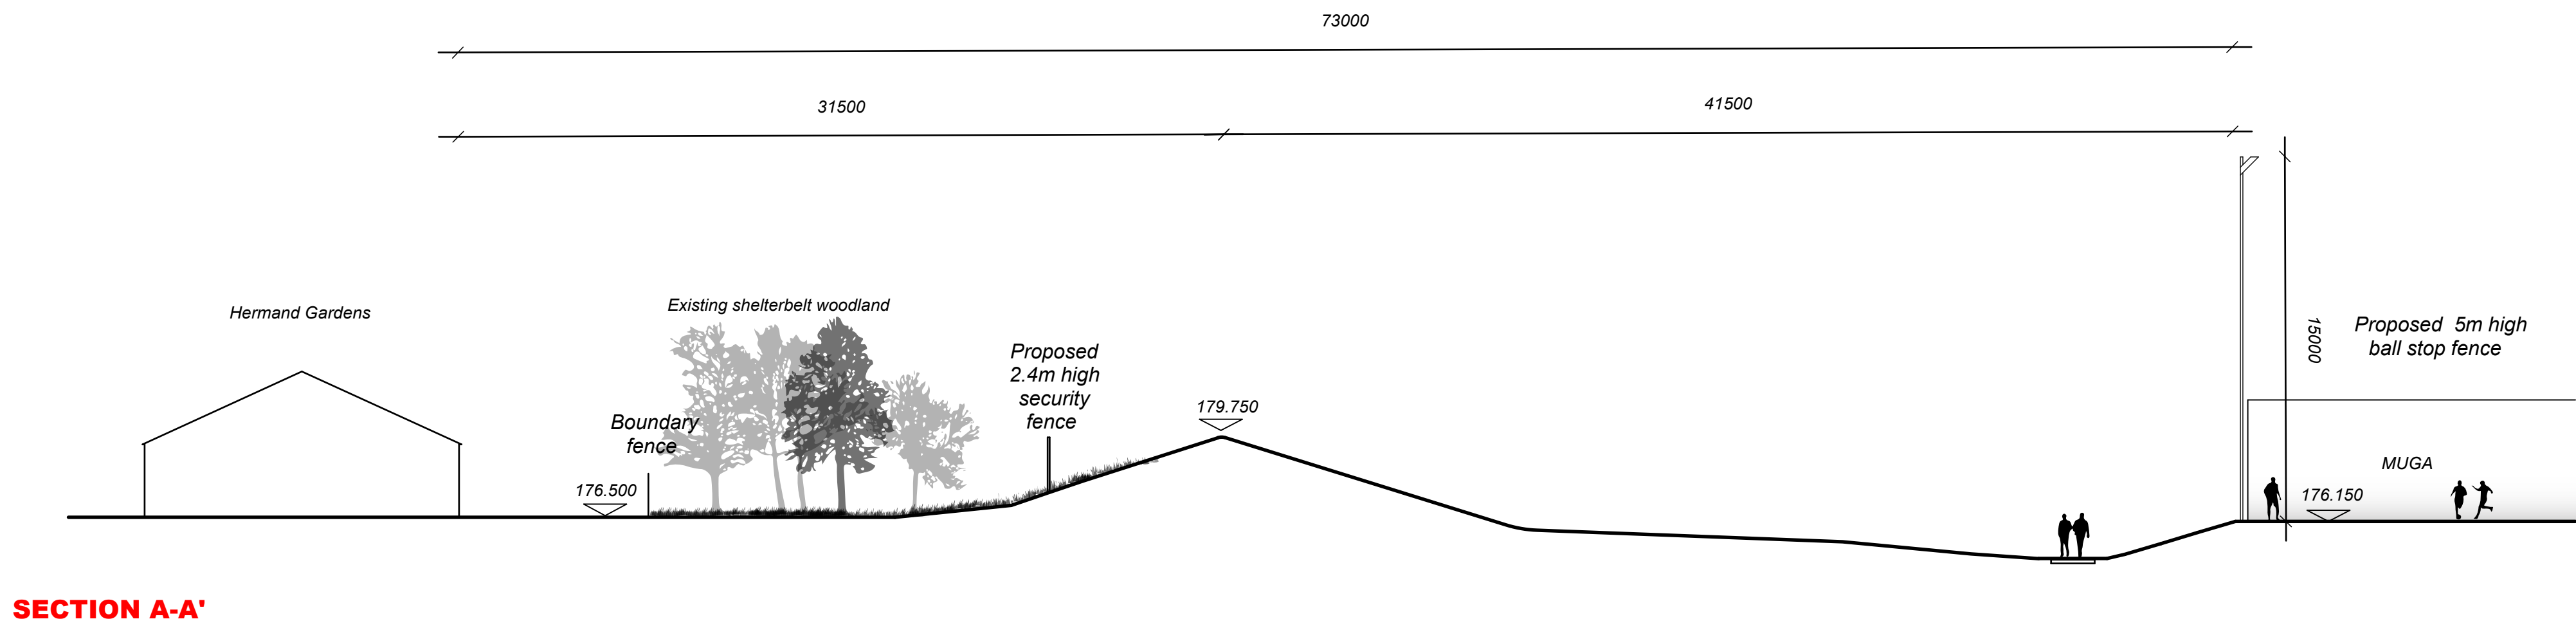 73000
31500
41500
Hermand Gardens
Existing shelterbelt woodland
Boundary
fence
176.500
Proposed
2.4m high
security
fence
179.750
15000
Proposed 5m high
ball stop fence
MUGA
176.150
SECTION A-A'